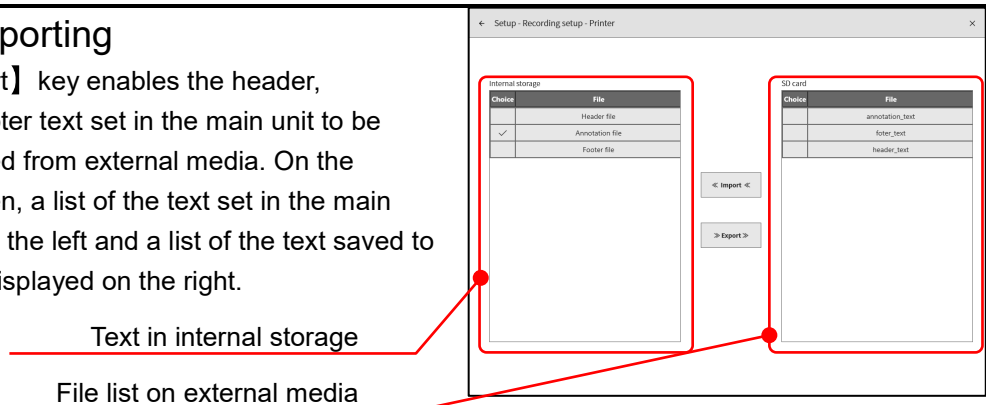 porting
t】 key enables the header,
ter text set in the main unit to be
d from external media. On the
n, a list of the text set in the main
the left and a list of the text saved to
isplayed on the right.
Text in internal storage
File list on external media
← Setup - Recording setup - Printer ×
Internal storage
Choice File
Header file
✓ Annotation file
Footer file
≪ Import ≪
≫ Export ≫
SD card
Choice File
annotation_text
foter_text
header_text